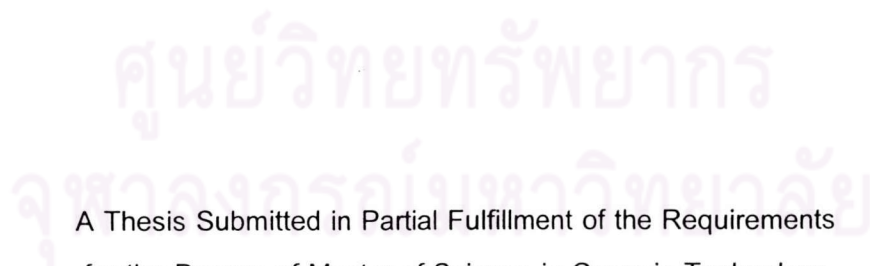 ศูนย์วิทยทรัพยากร
จุฬาลงกรณ์มหาวิทยาลัย
A Thesis Submitted in Partial Fulfillment of the Requirements